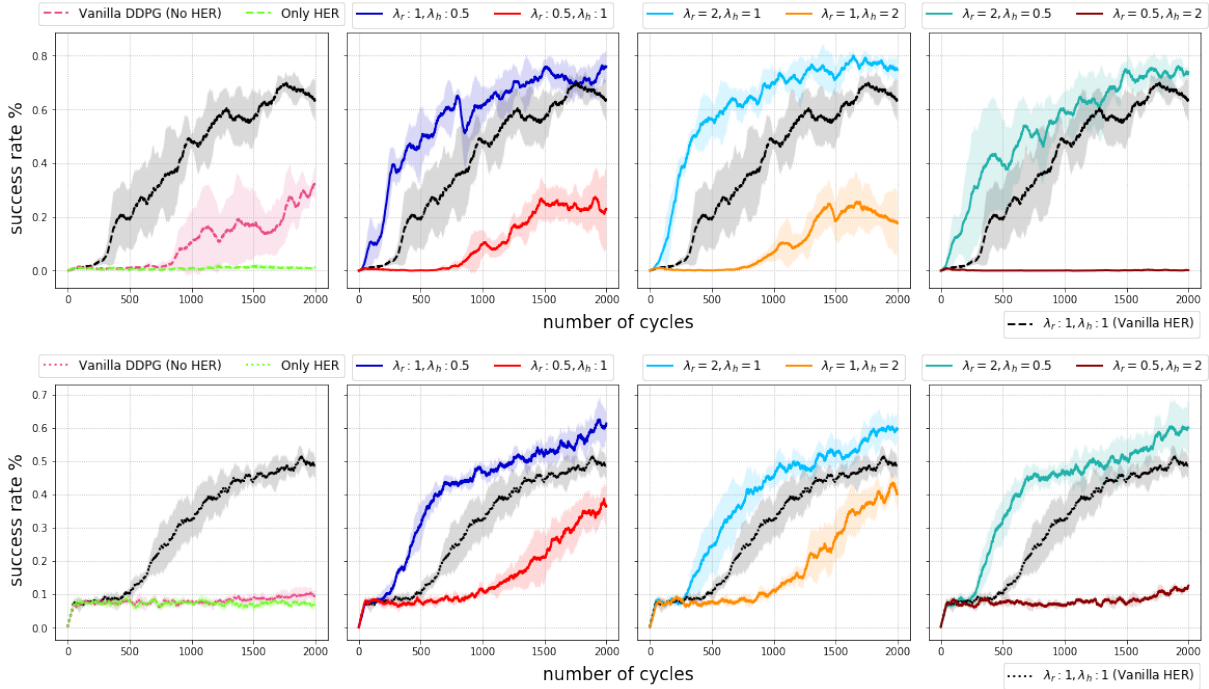 Vanilla DDPG (No HER) Only HER λr : 1, λh : 0.5 λr : 0.5, λh : 1 λr = 2, λh = 1 λr = 1, λh = 2 λr = 2, λh = 0.5 λr = 0.5, λh = 2
0.8
0.6
0.4
0.2
0.0
success rate %
0 500 1000 1500 2000 0 500 1000 1500 2000 0 500 1000 1500 2000 0 500 1000 1500 2000
number of cycles number of cycles
λr : 1, λh : 1 (Vanilla HER)
Vanilla DDPG (No HER) Only HER λr : 1, λh : 0.5 λr : 0.5, λh : 1 λr = 2, λh = 1 λr = 1, λh = 2 λr = 2, λh = 0.5 λr = 0.5, λh = 2
0.7
0.6
0.5
0.4
0.3
0.2
0.1
0.0
success rate %
0 500 1000 1500 2000 0 500 1000 1500 2000 0 500 1000 1500 2000 0 500 1000 1500 2000
number of cycles number of cycles
λr : 1, λh : 1 (Vanilla HER)